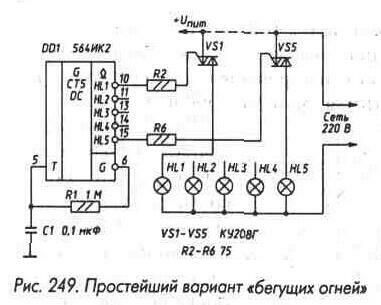 +Uпит
DD1 564ИК2
VS1
VS5
G
CT5
DC
Ω
HL1
HL2
HL3
HL4
HL5
10
11
13
14
15
R2
R6
Сеть
220 В
5
T
G
6
R1 1 М
C1 0,1 мкФ
HL1
HL2
HL3
HL4
HL5
VS1-VS5 КУ208Г
R2-R6 75
Рис. 249. Простейший вариант «бегущих огней»